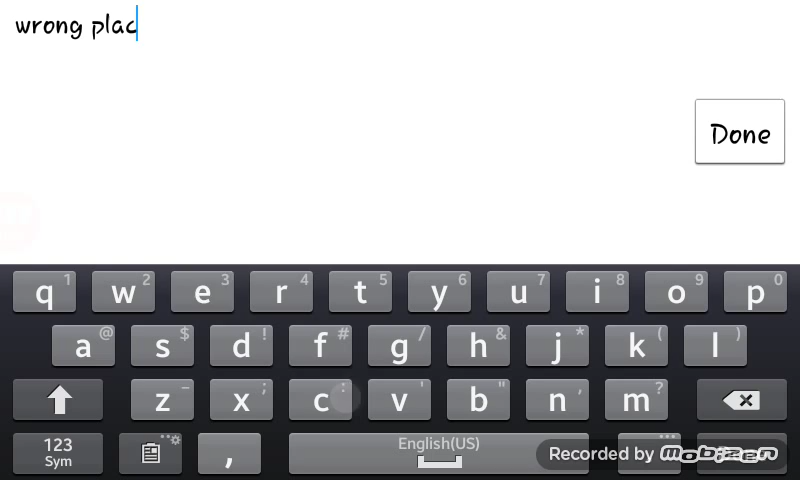 wrong plac
Done
q 1 w 2 e 3 r 4 t 5 y 6 u 7 i 8 o 9 p 0
a @ s $ d ! f # g / h & j * k ( l )
z - x ; c : v ' b " n , m ?
123 Sym , English(US)
Recorded by mobizen